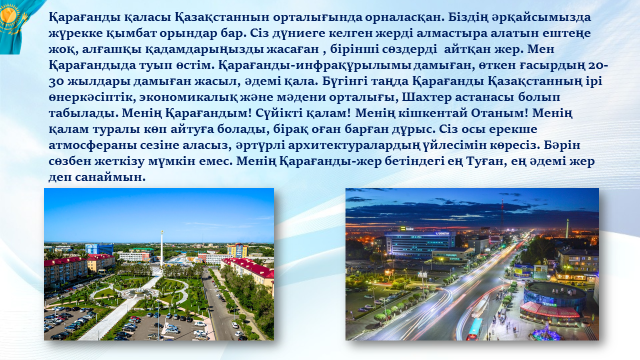 Қарағанды қаласы Қазақстаннын орталығында орналасқан. Біздің әрқайсымызда
жүрекке қымбат орындар бар. Сіз дүниеге келген жерді алмастыра алатын ештеңе
жоқ, алғашқы қадамдарыңызды жасаған , бірінші сөздерді айтқан жер. Мен
Қарағандыда туып өстім. Қарағанды-инфрақұрылымы дамыған, өткен ғасырдың 20-
30 жылдары дамыған жасыл, әдемі қала. Бүгінгі таңда Қарағанды Қазақстанның ірі
өнеркәсіптік, экономикалық және мәдени орталығы, Шахтер астанасы болып
табылады. Менің Қарағандым! Сүйікті қалам! Менің кішкентай Отаным! Менің
қалам туралы көп айтуға болады, бірақ оған барған дұрыс. Сіз осы ерекше
атмосфераны сезіне аласыз, әртүрлі архитектуралардың үйлесімін көресіз. Бәрін
сөзбен жеткізу мүмкін емес. Менің Қарағанды-жер бетіндегі ең Туған, ең әдемі жер
деп санаймын.